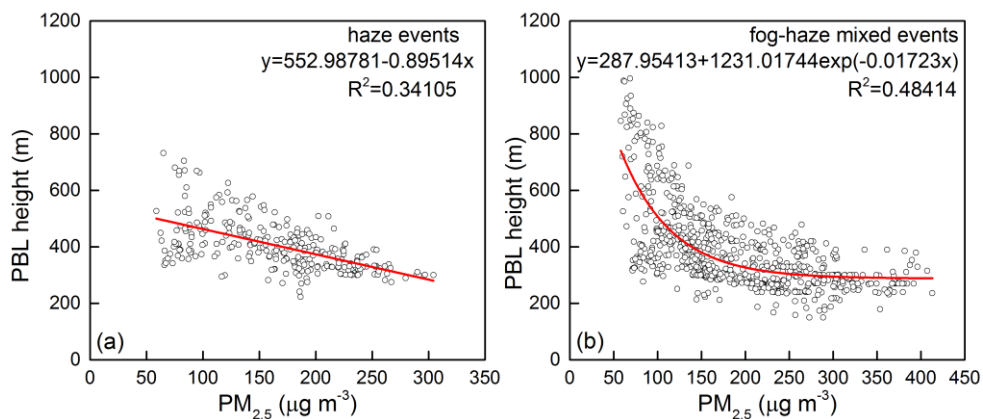 haze events
y=552.98781-0.89514x
R²=0.34105
PBL height (m)
1200
1000
800
600
400
200
0
(a)
0 50 100 150 200 250 300 350
PM₂.₅ (μg m⁻³)
fog-haze mixed events
y=287.95413+1231.01744exp(-0.01723x)
R²=0.48414
PBL height (m)
1200
1000
800
600
400
200
0
(b)
0 50 100 150 200 250 300 350 400 450
PM₂.₅ (μg m⁻³)